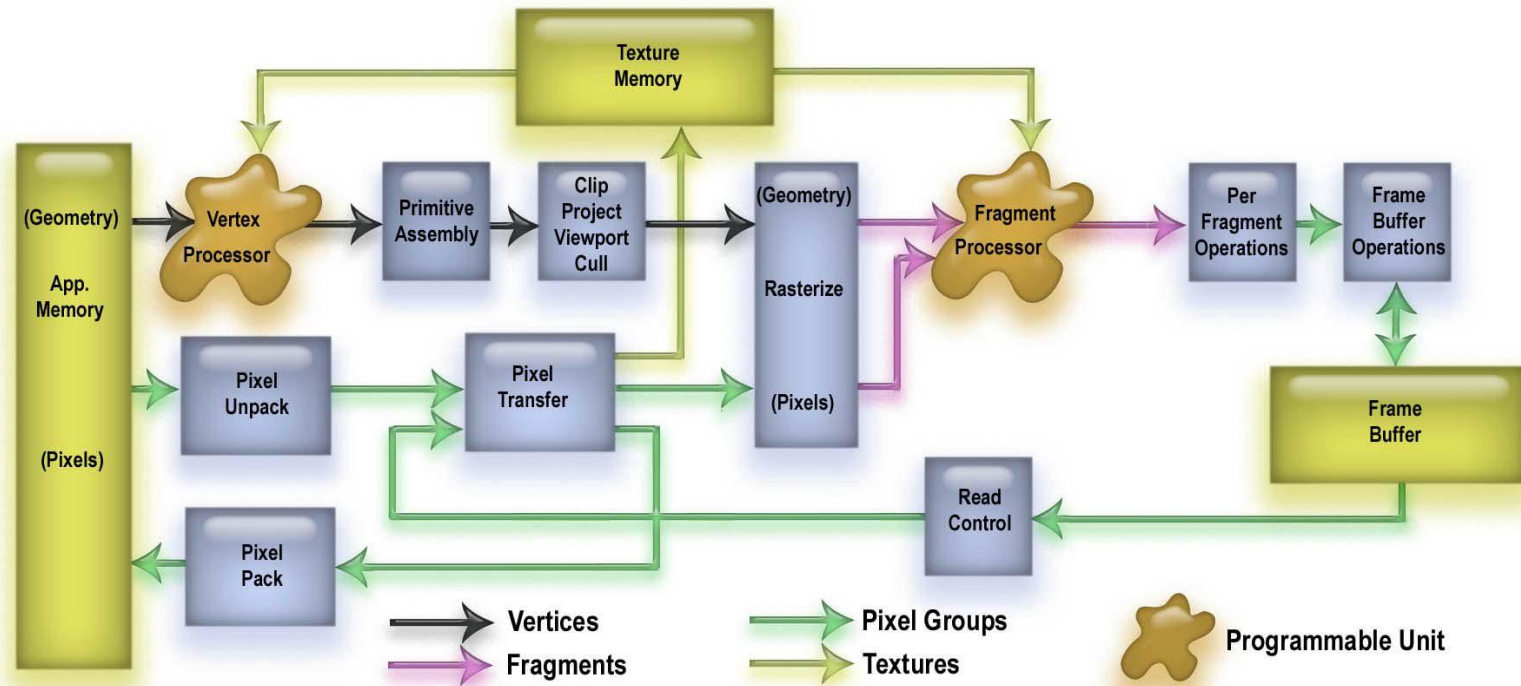 Texture
Memory
(Geometry)
App.
Memory
(Pixels)
Vertex
Processor
Primitive
Assembly
Clip
Project
Viewport
Cull
(Geometry)
Rasterize
(Pixels)
Fragment
Processor
Per
Fragment
Operations
Frame
Buffer
Operations
Pixel
Unpack
Pixel
Transfer
Frame
Buffer
Read
Control
Pixel
Pack
Vertices
Fragments
Pixel Groups
Textures
Programmable Unit